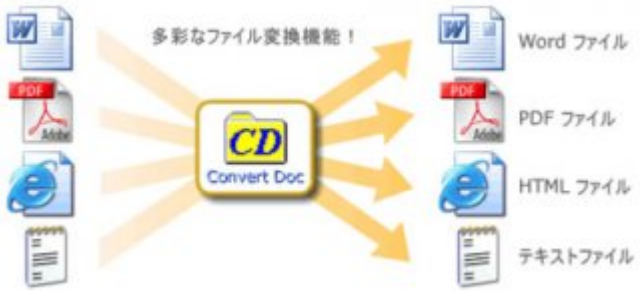 多彩なファイル変換機能！
W
W
Word ファイル
PDF
Adobe
CD
Convert Doc
PDF
Adobe
PDF ファイル
HTML ファイル
テキストファイル